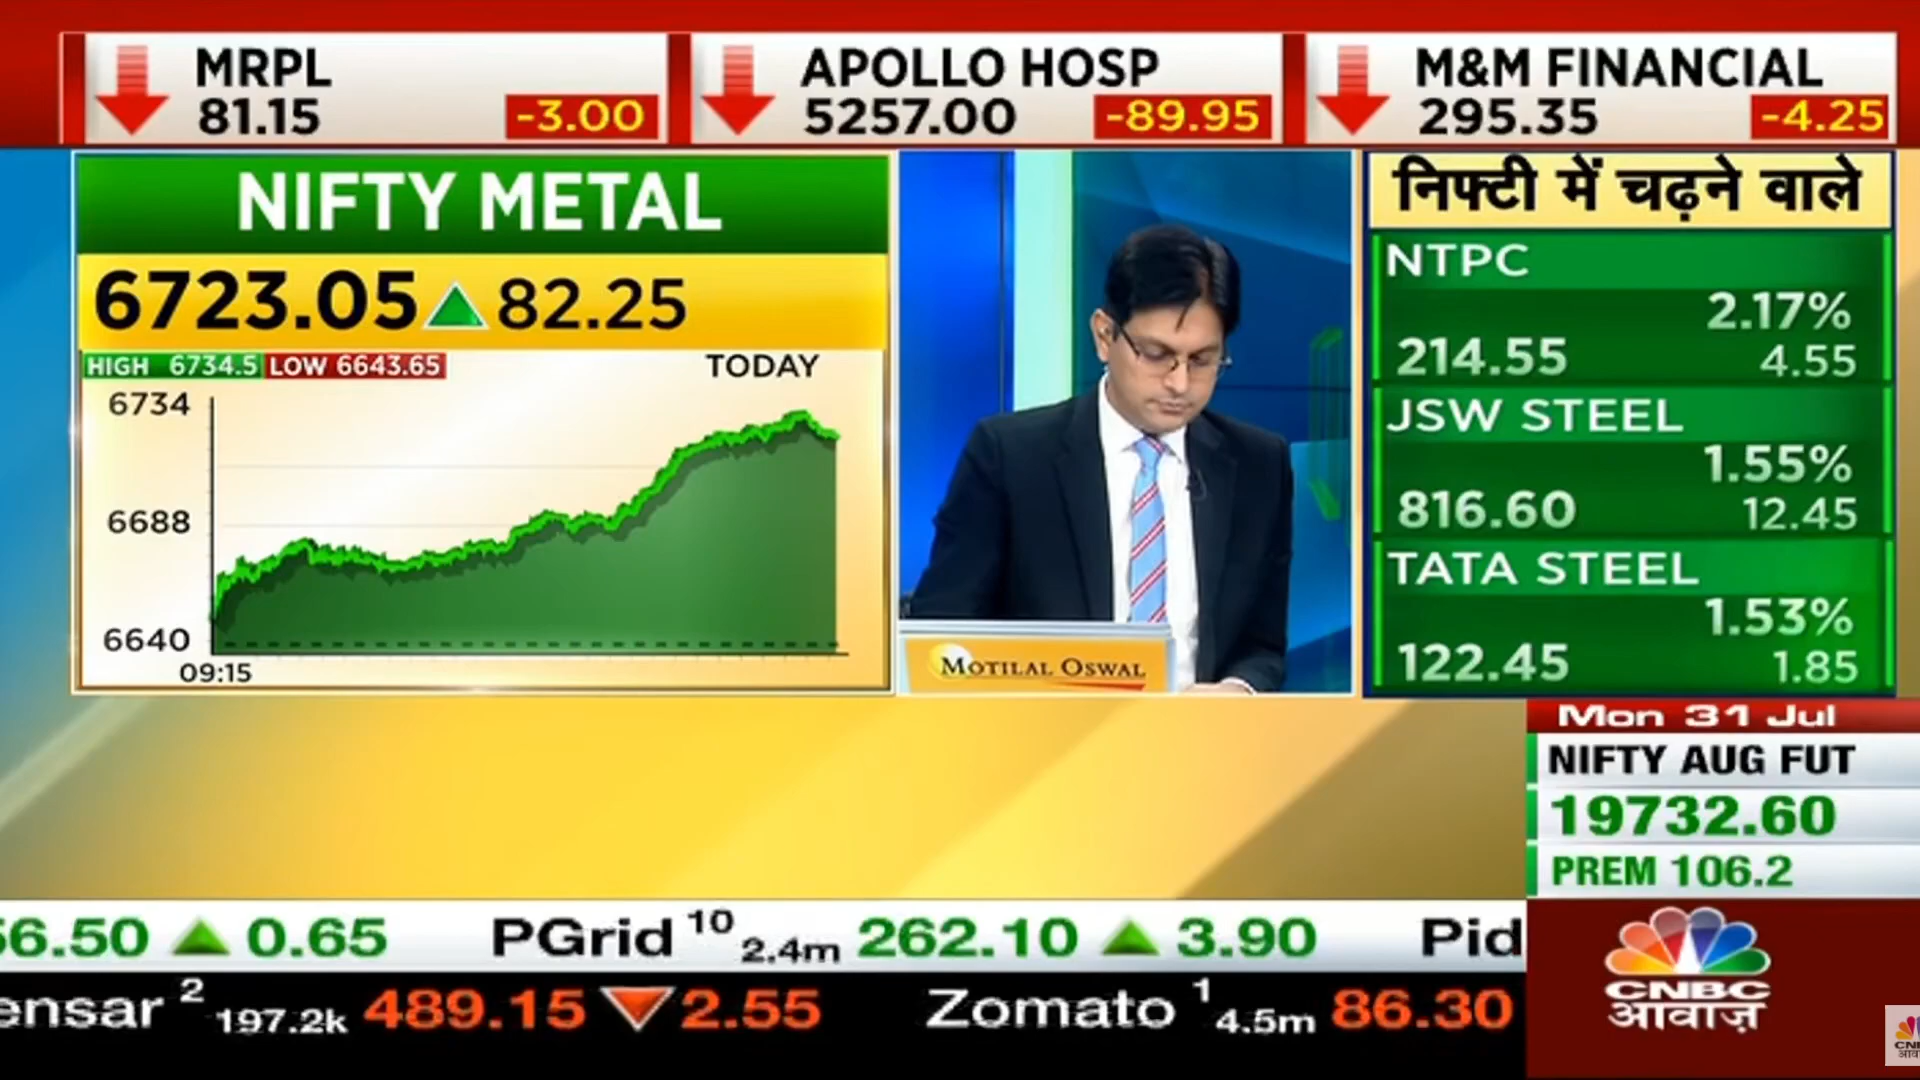 MRPL
81.15 -3.00
APOLLO HOSP
5257.00 -89.95
M&M FINANCIAL
295.35 -4.25
NIFTY METAL
6723.05 82.25
HIGH 6734.5 LOW 6643.65
TODAY
6734
6688
6640
09:15
MOTILAL OSWAL
निफ्टी में चढ़ने वाले
NTPC
2.17%
214.55 4.55
JSW STEEL
1.55%
816.60 12.45
TATA STEEL
1.53%
122.45 1.85
Mon 31 Jul
NIFTY AUG FUT
19732.60
PREM 106.2
56.50 0.65 PGrid 10 2.4m 262.10 3.90 Pid
ensar 2 197.2k 489.15 2.55 Zomato 1 4.5m 86.30
CNBC
आवाज़